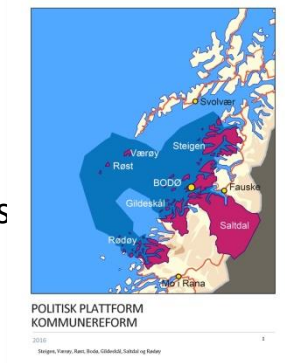 Svolvær
Steigen
Værøy
Røst
BODØ
Fauske
Gildeskål
Saltdal
Rødøy
Mo i Rana
S
POLITISK PLATTFORM
KOMMUNEREFORM
2016
Steigen, Værøy, Røst, Bodø, Gildeskål, Saltdal og Rødøy